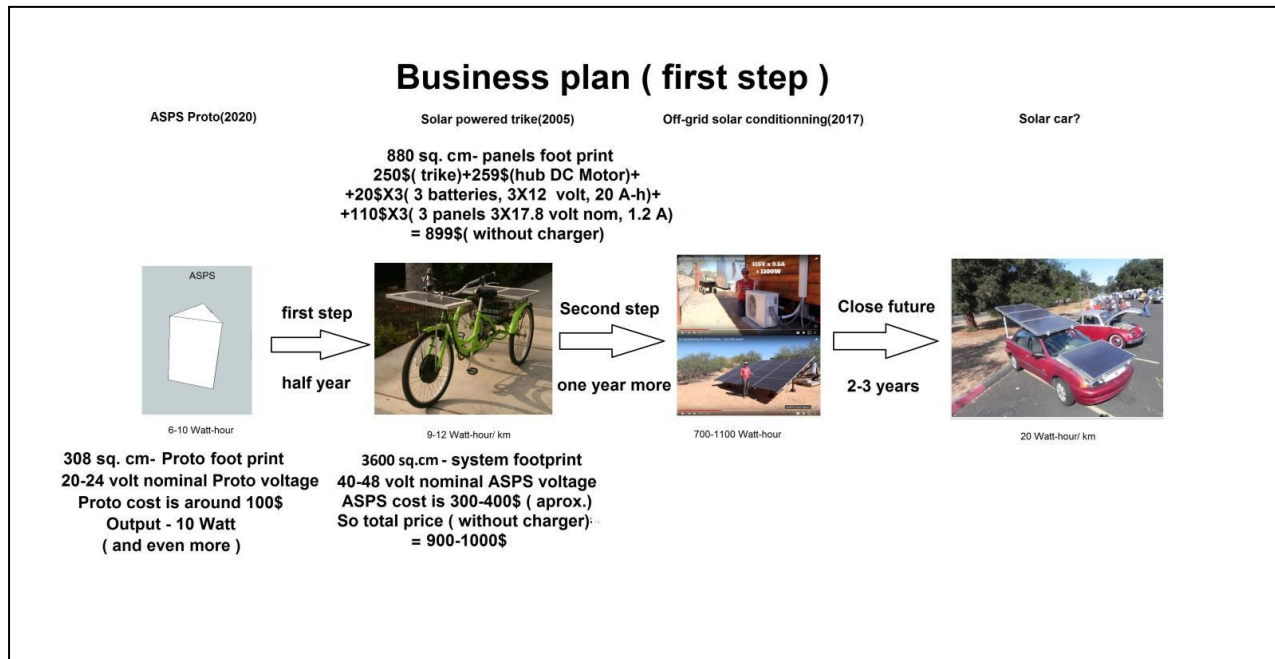 Business plan ( first step )
ASPS Proto(2020)
Solar powered trike(2005)
Off-grid solar conditionning(2017)
Solar car?
880 sq. cm- panels foot print
250$( trike)+259$(hub DC Motor)+
+20$X3( 3 batteries, 3X12 volt, 20 A-h)+
+110$X3( 3 panels 3X17.8 volt nom, 1.2 A)
= 899$( without charger)
ASPS
first step
half year
Second step
one year more
115V x 9.5A
= 1100W
Close future
2-3 years
6-10 Watt-hour
9-12 Watt-hour/ km
700-1100 Watt-hour
20 Watt-hour/ km
308 sq. cm- Proto foot print
20-24 volt nominal Proto voltage
Proto cost is around 100$
Output - 10 Watt
( and even more )
3600 sq.cm - system footprint
40-48 volt nominal ASPS voltage
ASPS cost is 300-400$ ( aprox.)
So total price ( without charger)
= 900-1000$